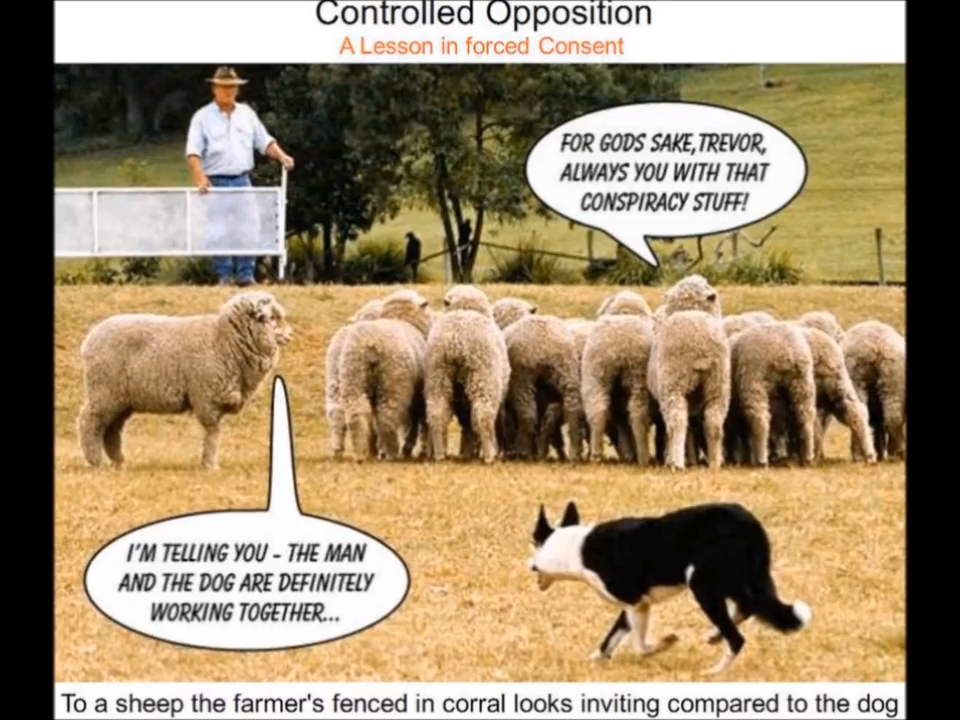 Controlled Opposition
A Lesson in forced Consent
FOR GODS SAKE, TREVOR,
ALWAYS YOU WITH THAT
CONSPIRACY STUFF!
I'M TELLING YOU - THE MAN
AND THE DOG ARE DEFINITELY
WORKING TOGETHER...
To a sheep the farmer's fenced in corral looks inviting compared to the dog